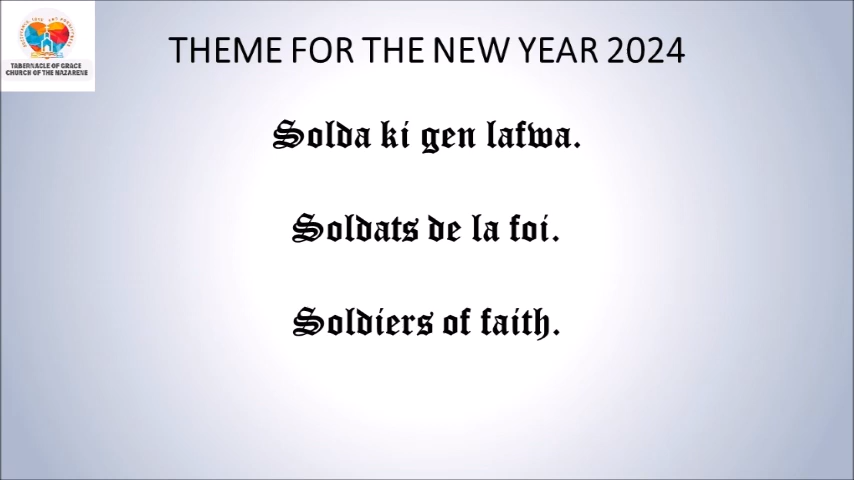 TABERNACLE OF GRACE
CHURCH OF THE NAZARENE
THEME FOR THE NEW YEAR 2024
Solda ki gen lafwa.
Soldats de la foi.
Soldiers of faith.